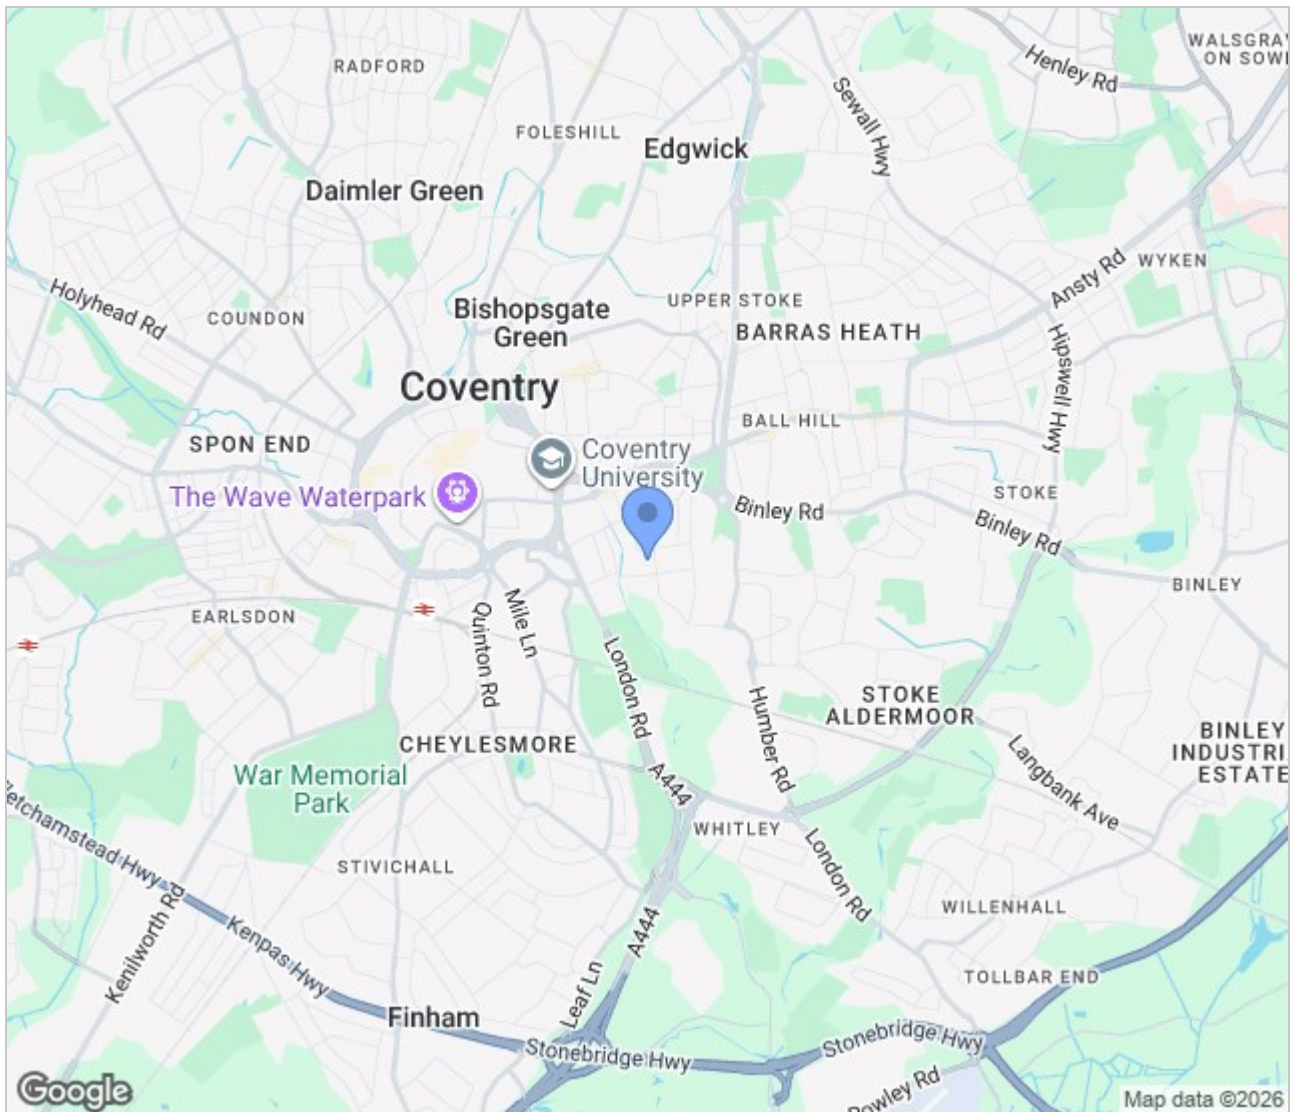 WALSGRA
ON SOW
RADFORD
Henley Rd
Sewall Hwy
FOLESHILL
Edgwick
Daimler Green
Ansty Rd
WYKEN
Holyhead Rd
COUNDON
Bishopsgate
Green
UPPER STOKE
BARRAS HEATH
Hipswell Hwy
Coventry
BALL HILL
SPON END
Coventry
University
The Wave Waterpark
STOKE
Binley Rd
Binley Rd
BINLEY
EARLSDON
Mile Ln
Quinton Rd
London Rd
STOKE
ALDERMOOR
Humber Rd
BINLEY
INDUSTRI
ESTATE
CHEYLESMORE
War Memorial
Park
A444
Langbank Ave
letchamstead Hwy
WHITLEY
London Rd
STIVICHALL
Kenilworth Rd
WILLENHALL
Kenpas Hwy
A444
TOLLBAR END
Leaf Ln
Finham
Stonebridge Hwy
Stonebridge Hwy
Rowley Rd
Google
Map data ©2026